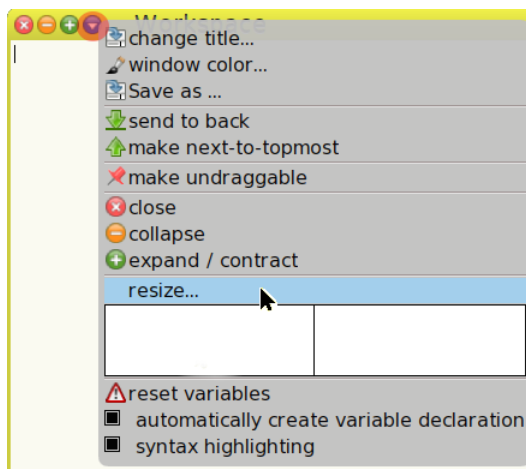 Workspace
change title...
window color...
Save as ...
send to back
make next-to-topmost
make undraggable
close
collapse
expand / contract
resize...
reset variables
automatically create variable declaration
syntax highlighting